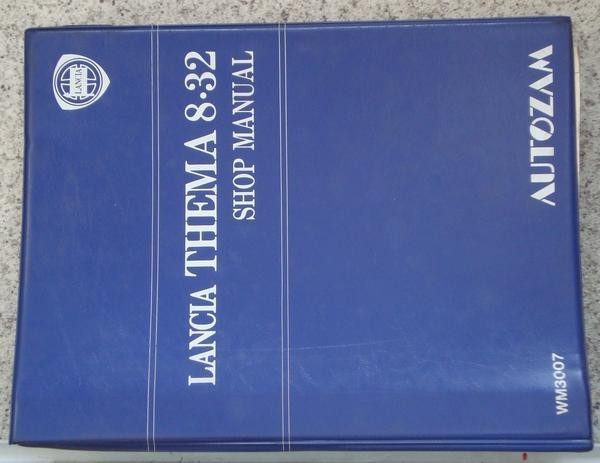 LANCIA
LANCIA THEMA 8·32
SHOP MANUAL
AUTOZAM
WM3007